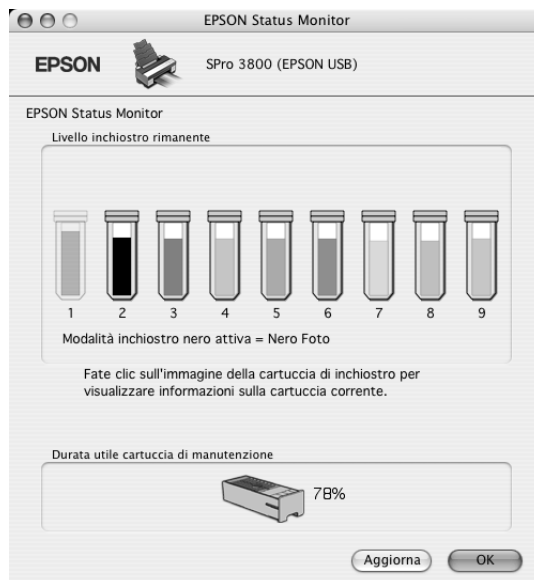 EPSON Status Monitor
EPSON
SPro 3800 (EPSON USB)
EPSON Status Monitor
Livello inchiostro rimanente
1 2 3 4 5 6 7 8 9
Modalità inchiostro nero attiva = Nero Foto
Fate clic sull'immagine della cartuccia di inchiostro per
visualizzare informazioni sulla cartuccia corrente.
Durata utile cartuccia di manutenzione
78%
Aggiorna OK